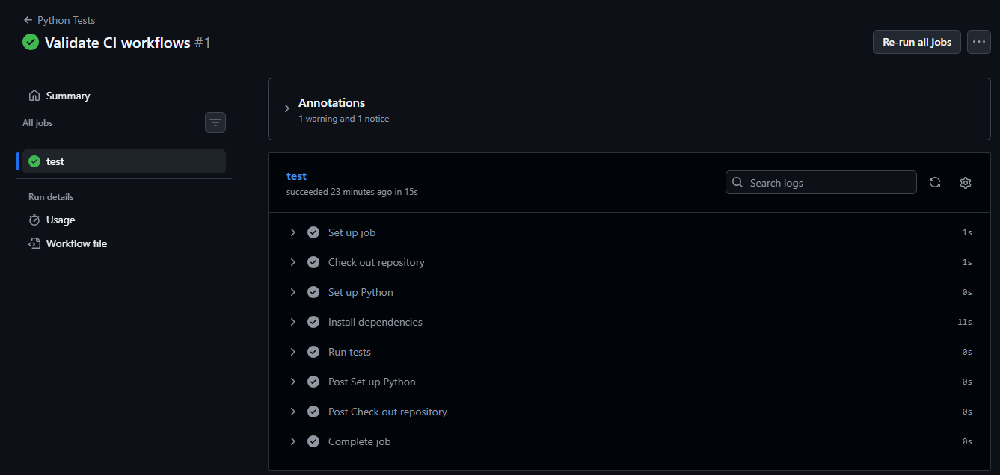 Python Tests
Validate CI workflows #1
Re-run all jobs
Summary
All jobs
test
Run details
Usage
Workflow file
Annotations
1 warning and 1 notice
test
succeeded 23 minutes ago in 15s
Search logs
Set up job 1s
Check out repository 1s
Set up Python 0s
Install dependencies 11s
Run tests 0s
Post Set up Python 0s
Post Check out repository 0s
Complete job 0s